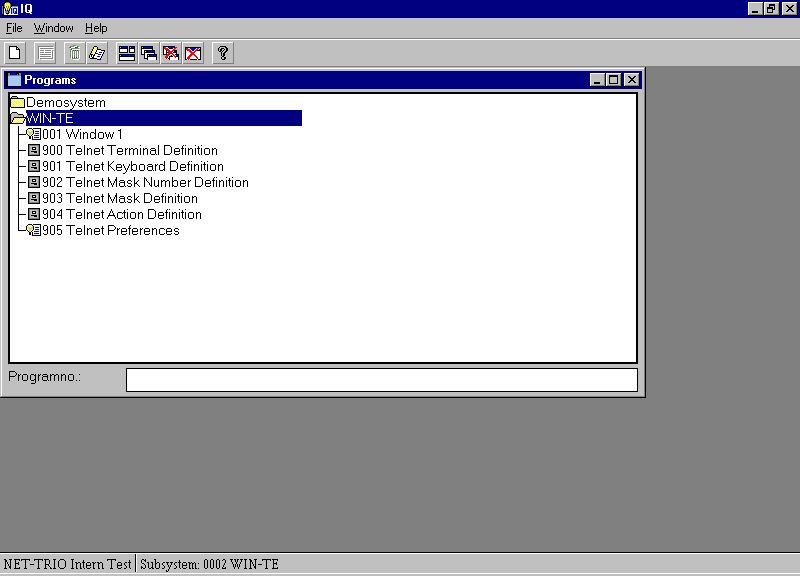 IQ
File Window Help
Programs
Demosystem
WIN-TE
001 Window 1
900 Telnet Terminal Definition
901 Telnet Keyboard Definition
902 Telnet Mask Number Definition
903 Telnet Mask Definition
904 Telnet Action Definition
905 Telnet Preferences
Programno.:
NET-TRIO Intern Test Subsystem: 0002 WIN-TE